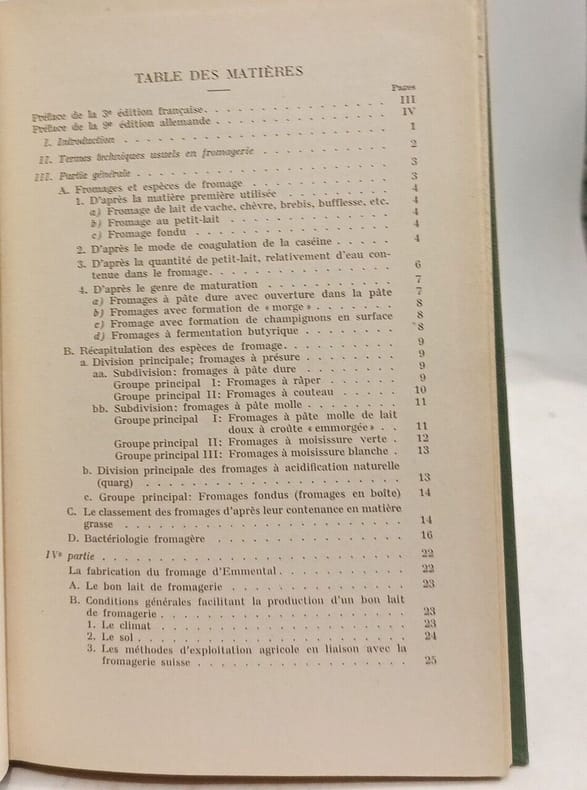 TABLE DES MATIÈRES
Pages
Préface de la 3e édition française. . . . . . . . . . . . . III
Préface de la 9e édition allemande . . . . . . . . . . . . . IV
I. Introduction . . . . . . . . . . . . . . . . . . . . 1
II. Termes techniques usuels en fromagerie . . . . . . . . . 2
III. Partie générale . . . . . . . . . . . . . . . . . . . 3
A. Fromages et espèces de fromage . . . . . . . . . . 3
1. D'après la matière première utilisée . . . . . . . . 4
a) Fromage de lait de vache, chèvre, brebis, bufflesse, etc. 4
b) Fromage au petit-lait . . . . . . . . . . . . 4
c) Fromage fondu . . . . . . . . . . . . . . 4
2. D'après le mode de coagulation de la caséine . . . . . 4
3. D'après la quantité de petit-lait, relativement d'eau con-
tenue dans le fromage. . . . . . . . . . . . . . 6
4. D'après le genre de maturation . . . . . . . . . . 7
a) Fromages à pâte dure avec ouverture dans la pâte 7
b) Fromages avec formation de « morge » . . . . . . 8
c) Fromage avec formation de champignons en surface 8
d) Fromages à fermentation butyrique . . . . . . . 8
B. Récapitulation des espèces de fromage. . . . . . . . . 9
a. Division principale; fromages à présure . . . . . . . 9
aa. Subdivision: fromages à pâte dure . . . . . . . . 9
Groupe principal I: Fromages à râper . . . . . . 9
Groupe principal II: Fromages à couteau . . . . . 10
bb. Subdivision: fromages à pâte molle . . . . . . . 11
Groupe principal I: Fromages à pâte molle de lait
doux à croûte « emmorgée » . . 11
Groupe principal II: Fromages à moisissure verte . 12
Groupe principal III: Fromages à moisissure blanche . 13
b. Division principale des fromages à acidification naturelle
(quarg) . . . . . . . . . . . . . . . . . . . 13
c. Groupe principal: Fromages fondus (fromages en boîte) 14
C. Le classement des fromages d'après leur contenance en matière
grasse . . . . . . . . . . . . . . . . . . . . 14
D. Bactériologie fromagère . . . . . . . . . . . . . 16
IVe partie . . . . . . . . . . . . . . . . . . . . . . 22
La fabrication du fromage d'Emmental. . . . . . . . . . 22
A. Le bon lait de fromagerie . . . . . . . . . . . . . 23
B. Conditions générales facilitant la production d'un bon lait
de fromagerie . . . . . . . . . . . . . . . . . . 23
1. Le climat . . . . . . . . . . . . . . . . . . 23
2. Le sol . . . . . . . . . . . . . . . . . . . . 24
3. Les méthodes d'exploitation agricole en liaison avec la
fromagerie suisse . . . . . . . . . . . . . . . . 25